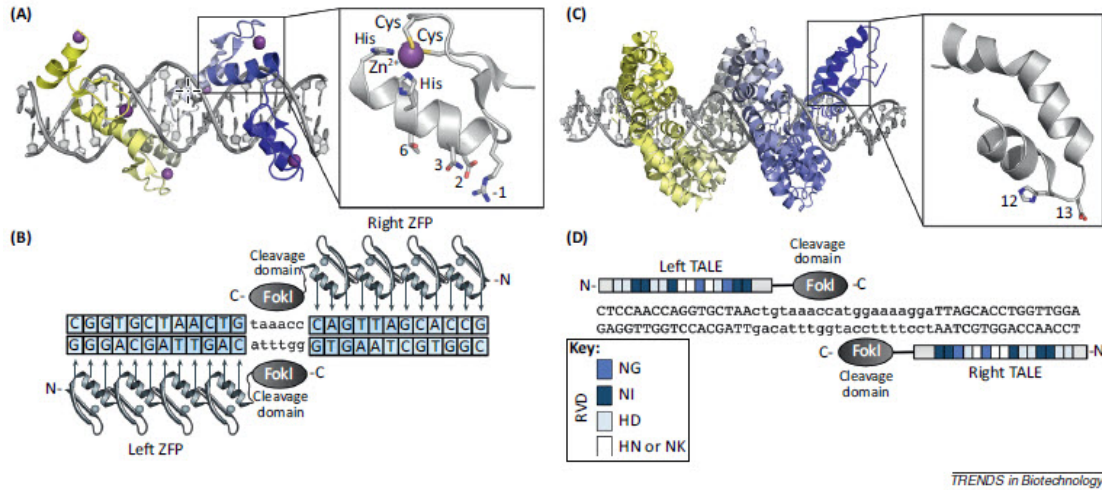 (A)
Cys
Cys
His
Zn2+
His
6
3
2
-1
(B)
Right ZFP
Cleavage
domain
-N
C-
FokI
CGGTGCTAACTG taaacc CAGTTAGCACCG
GGGACGATTGAC atttgg GTGAATCGTGGC
FokI
-C
N-
Cleavage
domain
Left ZFP
(C)
12
13
(D)
Cleavage
domain
Left TALE
N-
FokI
-C
CTCCAACCAGGTGCTAActgtaaaccatggaaaaggaTTAGCACCTGGTTGGA
GAGGTTGGTCCACGATTgacatttggtaccttttcctAATCGTGGACCAACCT
C-
FokI
-N
Cleavage
domain
Right TALE
Key:
RVD
NG
NI
HD
HN or NK
TRENDS in Biotechnology